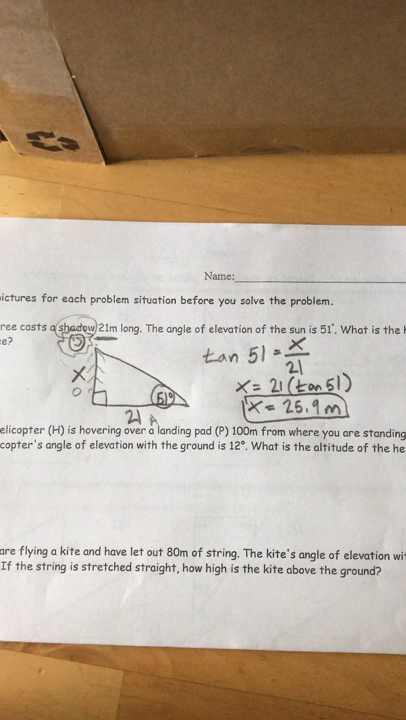 Name:
ictures for each problem situation before you solve the problem.
ree casts a shadow 21m long. The angle of elevation of the sun is 51°. What is the h
e?
tan 51 = x/21
x = 21 (tan 51)
x = 25.9 m
X
O
51°
21 A
elicopter (H) is hovering over a landing pad (P) 100m from where you are standing
copter's angle of elevation with the ground is 12°. What is the altitude of the he
are flying a kite and have let out 80m of string. The kite's angle of elevation wit
If the string is stretched straight, how high is the kite above the ground?